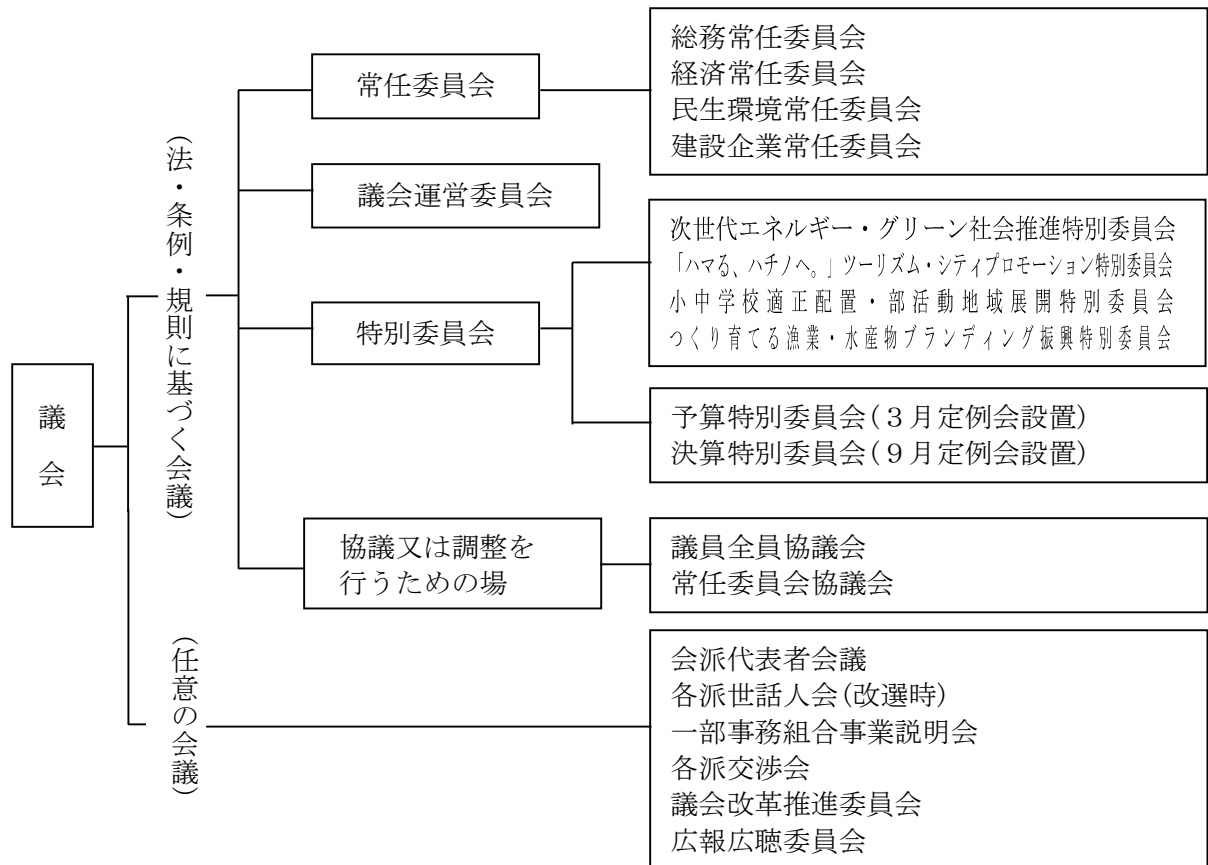 議会
(法・条例・規則に基づく会議)
常任委員会
総務常任委員会
経済常任委員会
民生環境常任委員会
建設企業常任委員会
議会運営委員会
特別委員会
次世代エネルギー・グリーン社会推進特別委員会
「ハマる、ハチノヘ。」ツーリズム・シティプロモーション特別委員会
小中学校適正配置・部活動地域展開特別委員会
つくり育てる漁業・水産物ブランディング振興特別委員会
予算特別委員会(3月定例会設置)
決算特別委員会(9月定例会設置)
協議又は調整を
行うための場
議員全員協議会
常任委員会協議会
(任意の会議)
会派代表者会議
各派世話人会(改選時)
一部事務組合事業説明会
各派交渉会
議会改革推進委員会
広報広聴委員会